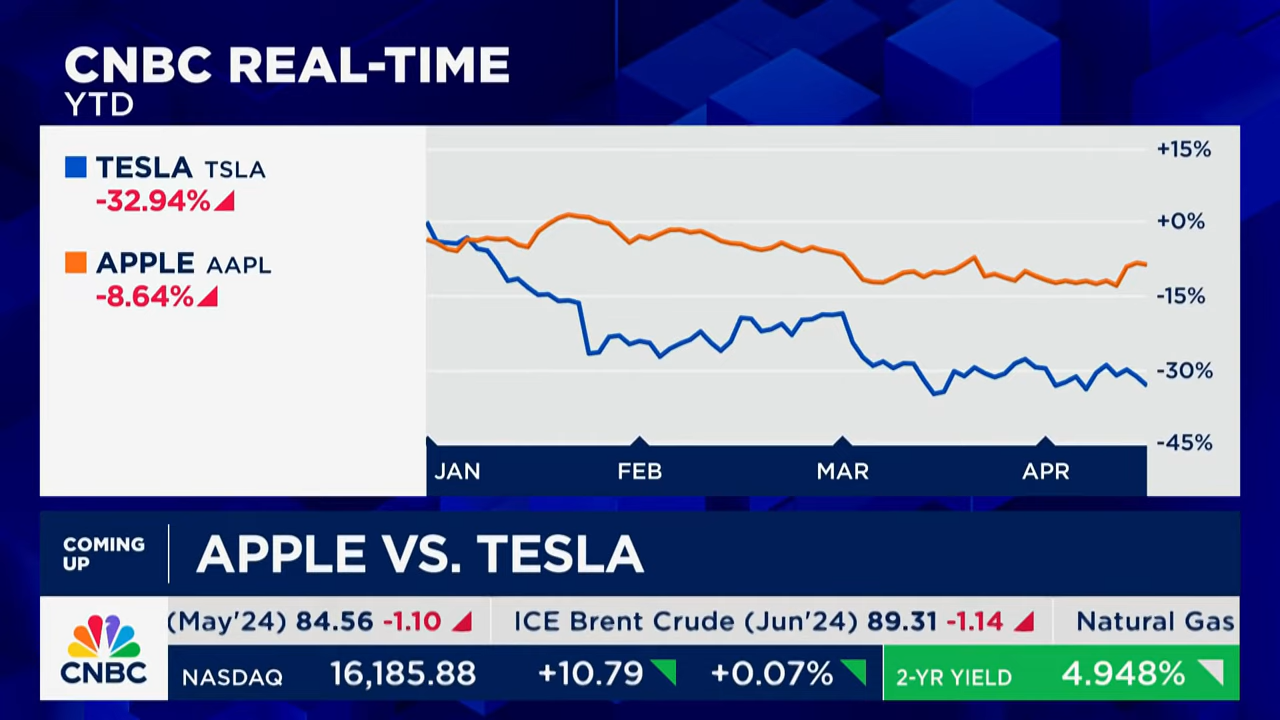 CNBC REAL-TIME
YTD
TESLA TSLA
-32.94%
APPLE AAPL
-8.64%
+15%
+0%
-15%
-30%
-45%
JAN FEB MAR APR
COMING
UP
APPLE VS. TESLA
(May'24) 84.56 -1.10 ICE Brent Crude (Jun'24) 89.31 -1.14 Natural Gas
CNBC
NASDAQ 16,185.88 +10.79 +0.07% 2-YR YIELD 4.948%